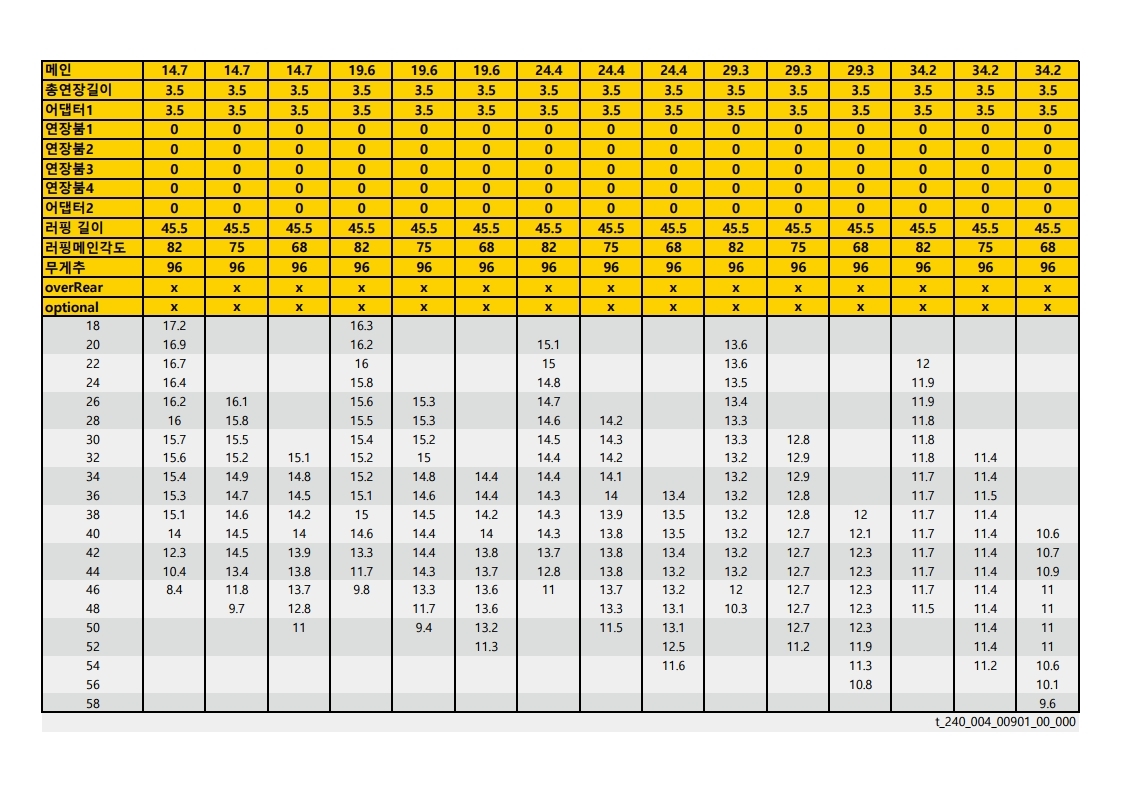 메인 14.7 14.7 14.7 19.6 19.6 19.6 24.4 24.4 24.4 29.3 29.3 29.3 34.2 34.2 34.2
총연장길이 3.5 3.5 3.5 3.5 3.5 3.5 3.5 3.5 3.5 3.5 3.5 3.5 3.5 3.5 3.5
어댑터1 3.5 3.5 3.5 3.5 3.5 3.5 3.5 3.5 3.5 3.5 3.5 3.5 3.5 3.5 3.5
연장붐1 0 0 0 0 0 0 0 0 0 0 0 0 0 0 0
연장붐2 0 0 0 0 0 0 0 0 0 0 0 0 0 0 0
연장붐3 0 0 0 0 0 0 0 0 0 0 0 0 0 0 0
연장붐4 0 0 0 0 0 0 0 0 0 0 0 0 0 0 0
어댑터2 0 0 0 0 0 0 0 0 0 0 0 0 0 0 0
러핑 길이 45.5 45.5 45.5 45.5 45.5 45.5 45.5 45.5 45.5 45.5 45.5 45.5 45.5 45.5 45.5
러핑메인각도 82 75 68 82 75 68 82 75 68 82 75 68 82 75 68
무게추 96 96 96 96 96 96 96 96 96 96 96 96 96 96 96
overRear x x x x x x x x x x x x x x x
optional x x x x x x x x x x x x x x x
18 17.2 16.3
20 16.9 16.2 15.1 13.6
22 16.7 16 15 13.6 12
24 16.4 15.8 14.8 13.5 11.9
26 16.2 16.1 15.6 15.3 14.7 13.4 11.9
28 16 15.8 15.5 15.3 14.6 14.2 13.3 11.8
30 15.7 15.5 15.4 15.2 14.5 14.3 13.3 12.8 11.8
32 15.6 15.2 15.1 15.2 15 14.4 14.2 13.2 12.9 11.8 11.4
34 15.4 14.9 14.8 15.2 14.8 14.4 14.4 14.1 13.2 12.9 11.7 11.4
36 15.3 14.7 14.5 15.1 14.6 14.4 14.3 14 13.4 13.2 12.8 11.7 11.5
38 15.1 14.6 14.2 15 14.5 14.2 14.3 13.9 13.5 13.2 12.8 12 11.7 11.4
40 14 14.5 14 14.6 14.4 14 14.3 13.8 13.5 13.2 12.7 12.1 11.7 11.4 10.6
42 12.3 14.5 13.9 13.3 14.4 13.8 13.7 13.8 13.4 13.2 12.7 12.3 11.7 11.4 10.7
44 10.4 13.4 13.8 11.7 14.3 13.7 12.8 13.8 13.2 13.2 12.7 12.3 11.7 11.4 10.9
46 8.4 11.8 13.7 9.8 13.3 13.6 11 13.7 13.2 12 12.7 12.3 11.7 11.4 11
48 9.7 12.8 11.7 13.6 13.3 13.1 10.3 12.7 12.3 11.5 11.4 11
50 11 9.4 13.2 11.5 13.1 12.7 12.3 11.4 11
52 11.3 12.5 11.2 11.9 11.4 11
54 11.6 11.3 11.2 10.6
56 10.8 10.1
58 9.6
t_240_004_00901_00_000